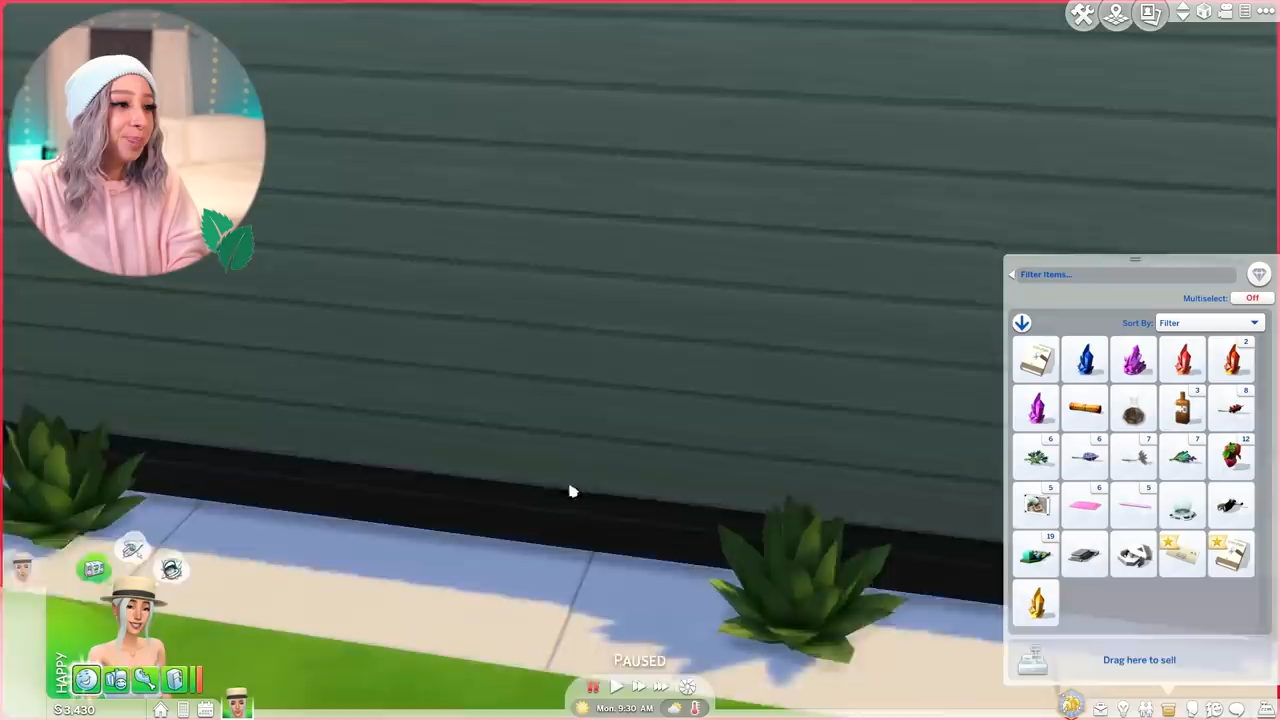 Filter Items...
Multiselect: Off
Sort By: Filter
2
3
8
6
6
7
7
12
5
6
5
19
Drag here to sell
PAUSED
HAPPY
§3,430
Mon. 9:30 AM